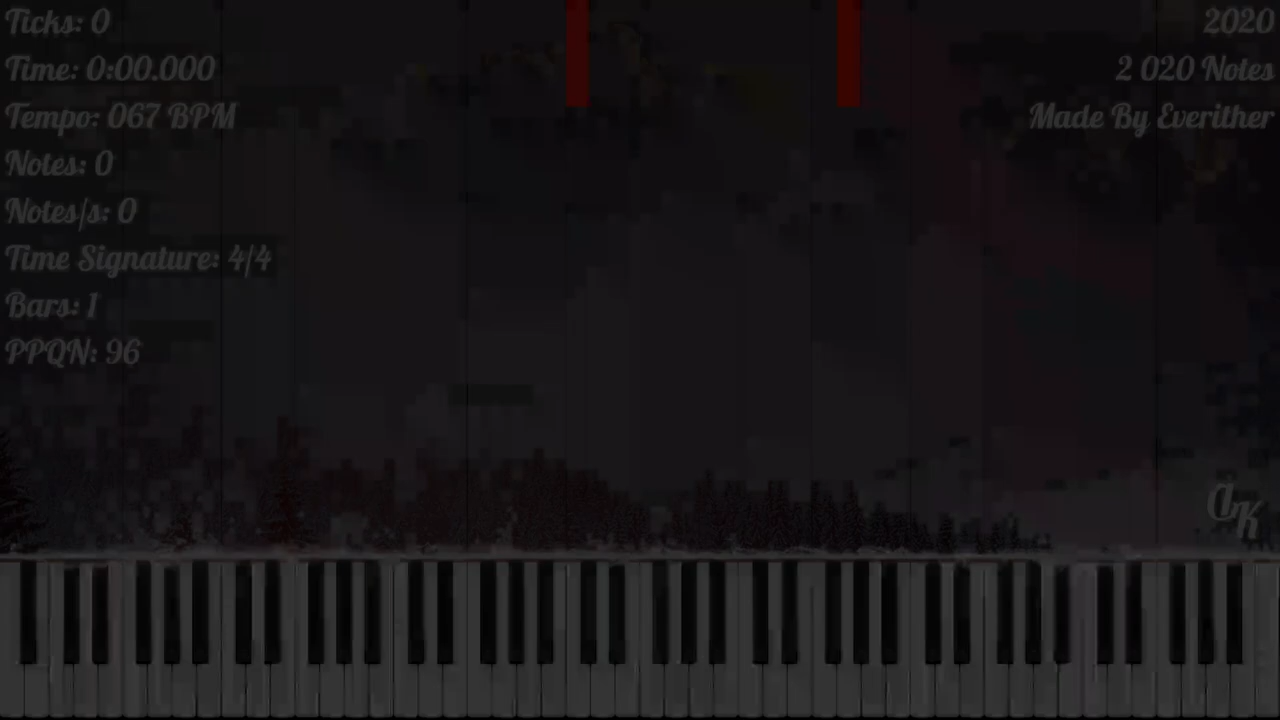 Ticks: 0
Time: 0:00.000
Tempo: 067 BPM
Notes: 0
Notes/s: 0
Time Signature: 4/4
Bars: 1
PPQN: 96
2020
2 020 Notes
Made By Everither
dK